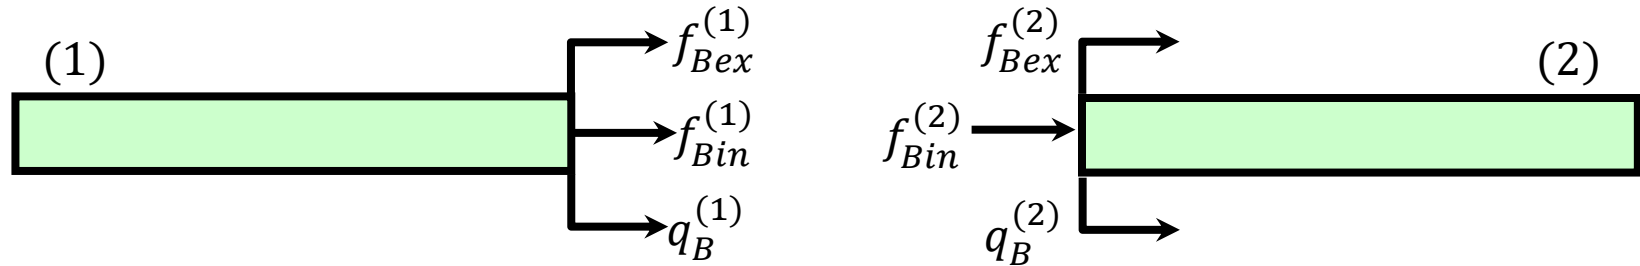 (1)
f_{Bex}^{(1)}
f_{Bin}^{(1)}
q_B^{(1)}
f_{Bex}^{(2)}
(2)
f_{Bin}^{(2)}
q_B^{(2)}